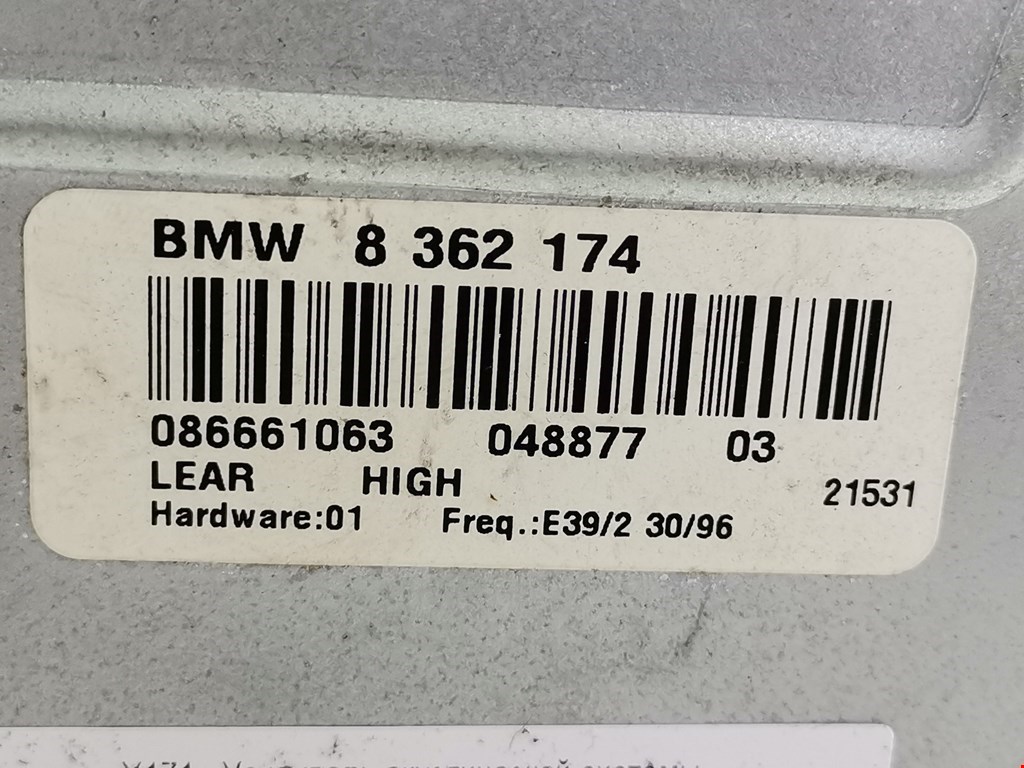 BMW 8 362 174
086661063 048877 03
LEAR HIGH 21531
Hardware:01 Freq.:E39/2 30/96